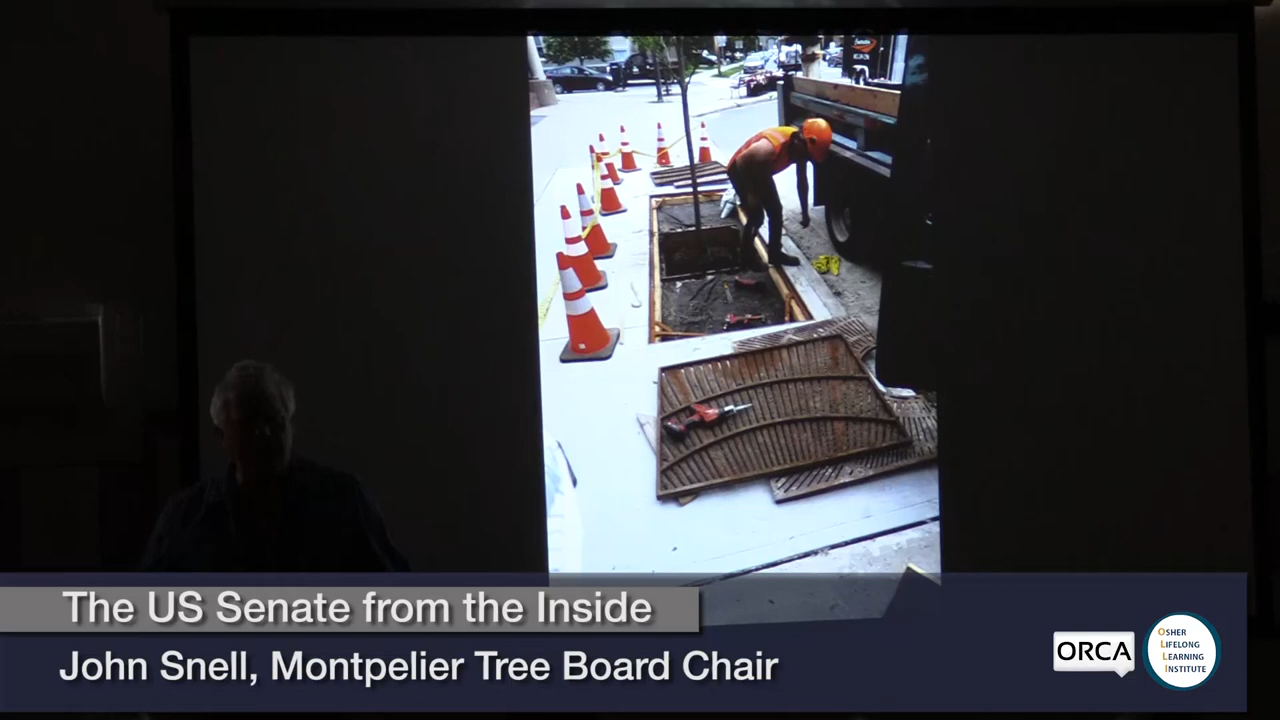 The US Senate from the Inside
John Snell, Montpelier Tree Board Chair
ORCA
OSHER
LIFELONG
LEARNING
INSTITUTE